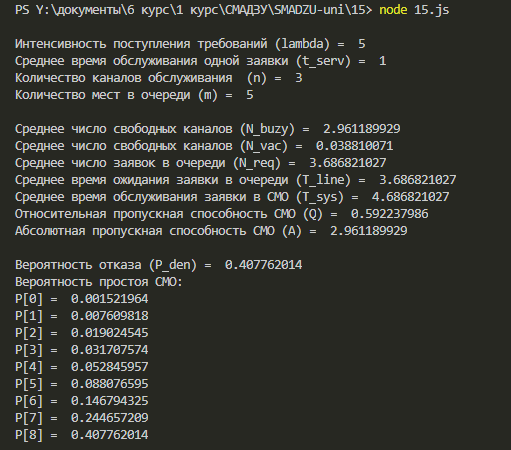 PS Y:\документы\6 курс\1 курс\СМАДЗУ\SMADZU-uni\15> node 15.js
Интенсивность поступления требований (lambda) = 5
Среднее время обслуживания одной заявки (t_serv) = 1
Количество каналов обслуживания (n) = 3
Количество мест в очереди (m) = 5
Среднее число свободных каналов (N_buzy) = 2.961189929
Среднее число свободных каналов (N_vac) = 0.038810071
Среднее число заявок в очереди (N_req) = 3.686821027
Среднее время ожидания заявки в очереди (T_line) = 3.686821027
Среднее время обслуживания заявки в СМО (T_sys) = 4.686821027
Относительная пропускная способность СМО (Q) = 0.592237986
Абсолютная пропускная способность СМО (A) = 2.961189929
Вероятность отказа (P_den) = 0.407762014
Вероятность простоя СМО:
P[0] = 0.001521964
P[1] = 0.007609818
P[2] = 0.019024545
P[3] = 0.031707574
P[4] = 0.052845957
P[5] = 0.088076595
P[6] = 0.146794325
P[7] = 0.244657209
P[8] = 0.407762014